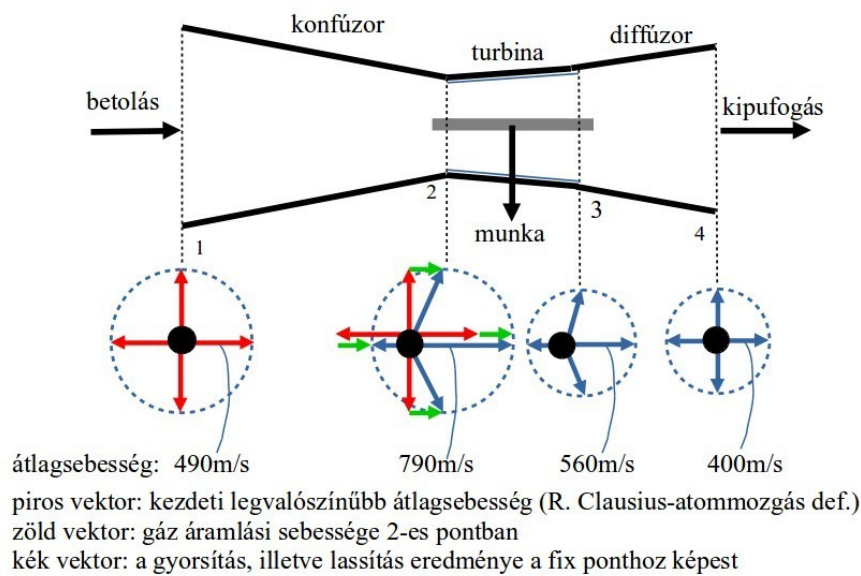 konfúzor
turbina
diffúzor
betolás
kipufogás
2
3
1
munka
4
átlagsebesség: 490m/s 790m/s 560m/s 400m/s
piros vektor: kezdeti legvalószínűbb átlagsebesség (R. Clausius-atommozgás def.)
zöld vektor: gáz áramlási sebessége 2-es pontban
kék vektor: a gyorsítás, illetve lassítás eredménye a fix ponthoz képest